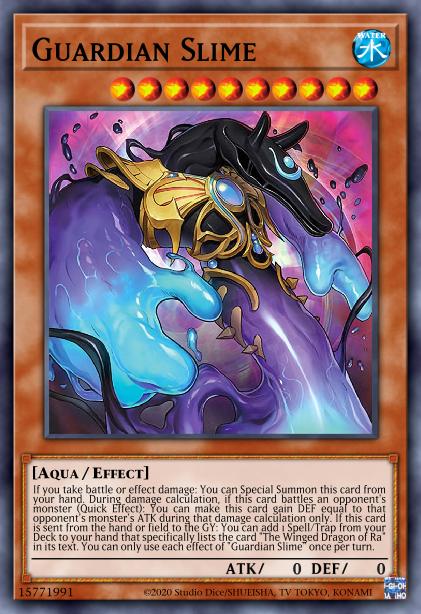 GUARDIAN SLIME
WATER
水
[AQUA / EFFECT]
If you take battle or effect damage: You can Special Summon this card from
your hand. During damage calculation, if this card battles an opponent's
monster (Quick Effect): You can make this card gain DEF equal to that
opponent's monster's ATK during that damage calculation only. If this card
is sent from the hand or field to the GY: You can add 1 Spell/Trap from your
Deck to your hand that specifically lists the card "The Winged Dragon of Ra"
in its text. You can only use each effect of "Guardian Slime" once per turn.
ATK/ 0 DEF/ 0
15771991 ©2020 Studio Dice/SHUEISHA, TV TOKYO, KONAMI